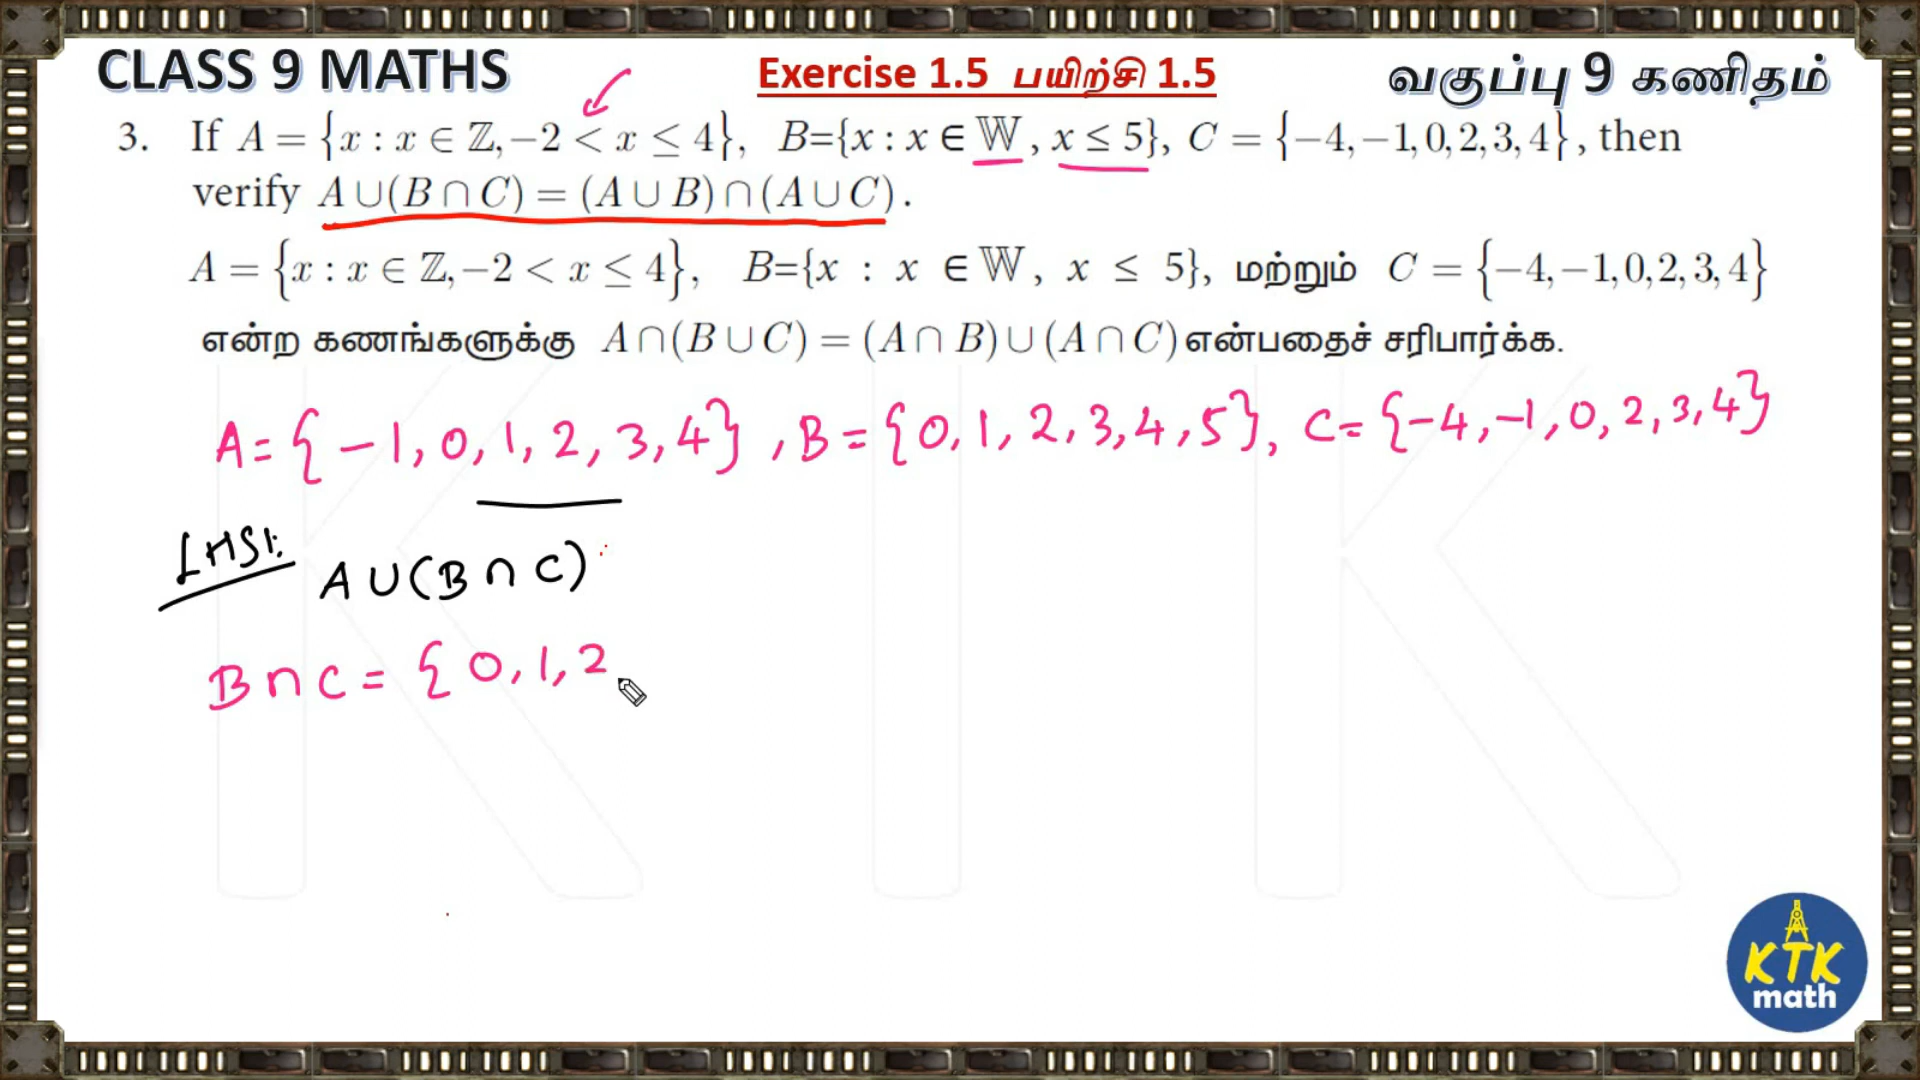 CLASS 9 MATHS Exercise 1.5 பயிற்சி 1.5 வகுப்பு 9 கணிதம்
3. If A = {x : x ∈ ℤ, −2 < x ≤ 4}, B={x : x ∈ 𝕎, x ≤ 5}, C = {−4, −1, 0, 2, 3, 4}, then
verify A ∪ (B ∩ C) = (A ∪ B) ∩ (A ∪ C).
A = {x : x ∈ ℤ, −2 < x ≤ 4}, B={x : x ∈ 𝕎, x ≤ 5}, மற்றும் C = {−4, −1, 0, 2, 3, 4}
என்ற கணங்களுக்கு A ∩ (B ∪ C) = (A ∩ B) ∪ (A ∩ C) என்பதைச் சரிபார்க்க.
A = {−1, 0, 1, 2, 3, 4}, B = {0, 1, 2, 3, 4, 5}, C = {−4, −1, 0, 2, 3, 4}
LHS:
A ∪ (B ∩ C)
B ∩ C = {0, 1, 2
KTK
math